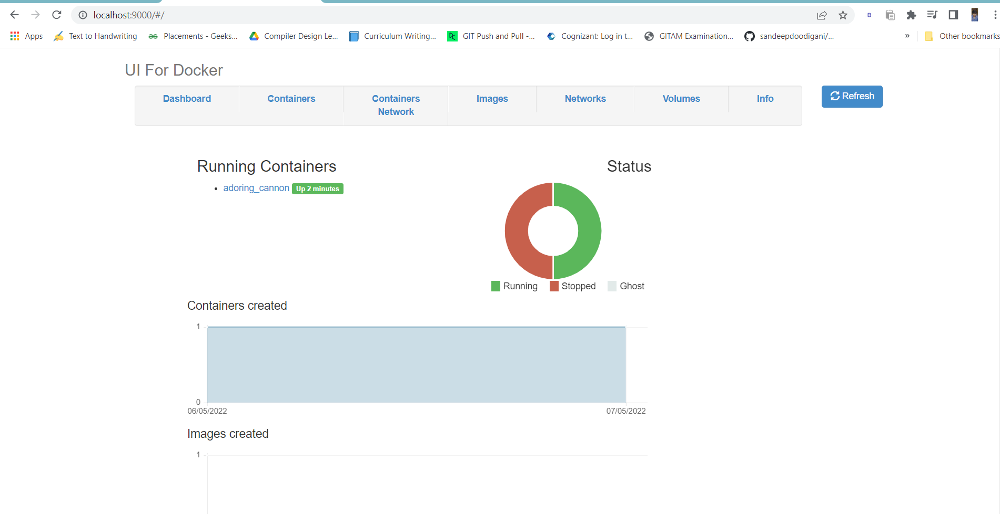 localhost:9000/#/
B
Apps Text to Handwriting Placements - Geeks... Compiler Design Le... Curriculum Writing... GIT Push and Pull -... Cognizant: Log in t... GITAM Examination... sandeepdoodigani/... » Other bookmarks
UI For Docker
Dashboard Containers Containers Network Images Networks Volumes Info Refresh
Running Containers
• adoring_cannon Up 2 minutes
Status
Running Stopped Ghost
Containers created
1
0
06/05/2022 07/05/2022
Images created
1